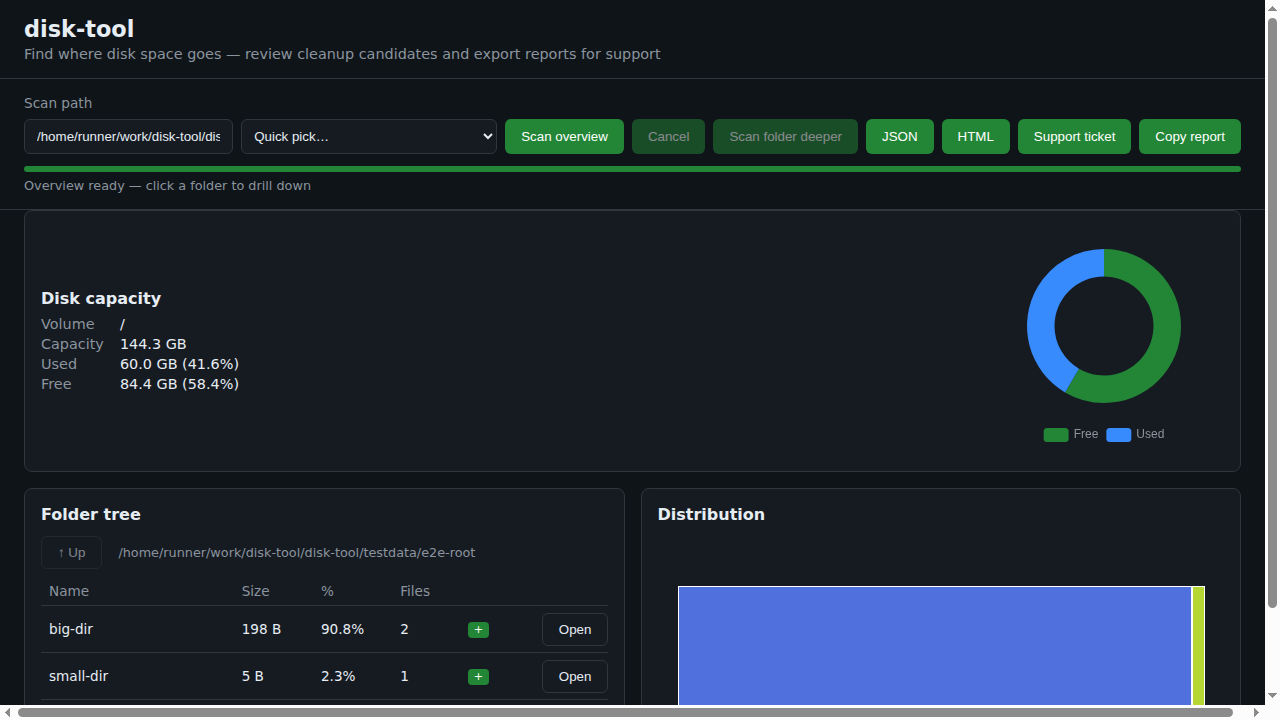 disk-tool
Find where disk space goes — review cleanup candidates and export reports for support
Scan path
/home/runner/work/disk-tool/dis
Quick pick…
Scan overview
Cancel
Scan folder deeper
JSON
HTML
Support ticket
Copy report
Overview ready — click a folder to drill down
Disk capacity
Volume /
Capacity 144.3 GB
Used 60.0 GB (41.6%)
Free 84.4 GB (58.4%)
Free Used
Folder tree
↑ Up /home/runner/work/disk-tool/disk-tool/testdata/e2e-root
Name Size % Files
big-dir 198 B 90.8% 2 + Open
small-dir 5 B 2.3% 1 + Open
Distribution